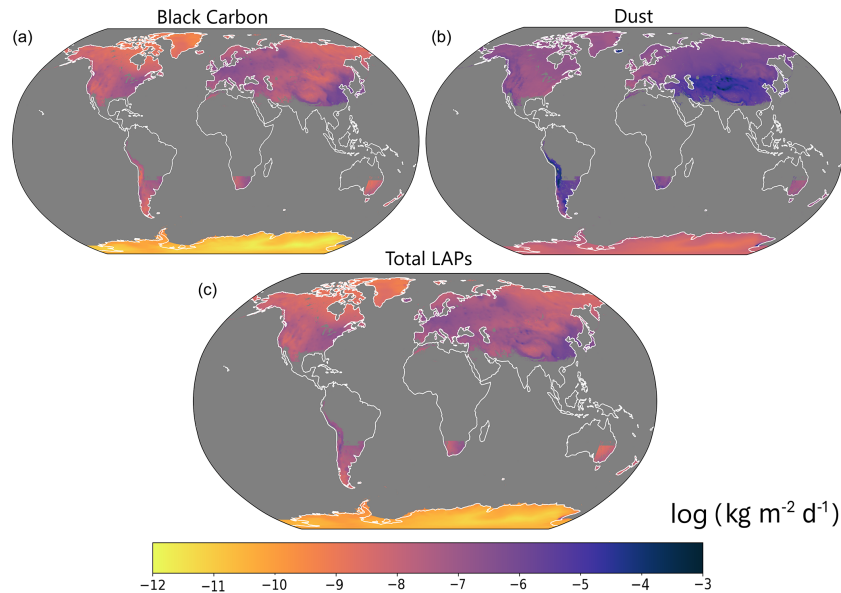 Black Carbon
Dust
(a)
(b)
Total LAPs
(c)
log (kg m⁻² d⁻¹)
−12 −11 −10 −9 −8 −7 −6 −5 −4 −3